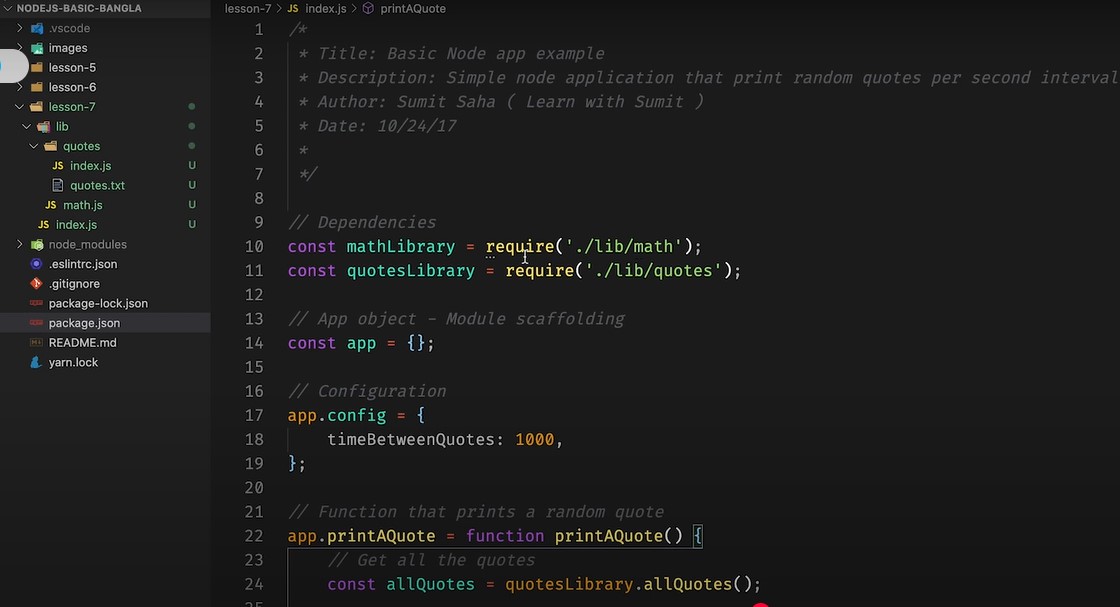 NODEJS-BASIC-BANGLA
.vscode
images
lesson-5
lesson-6
lesson-7
lib
quotes
JS index.js U
quotes.txt U
JS math.js U
JS index.js U
node_modules
.eslintrc.json
.gitignore
package-lock.json
package.json
README.md
yarn.lock
lesson-7 > JS index.js > printAQuote
1 /*
2 * Title: Basic Node app example
3 * Description: Simple node application that print random quotes per second interval
4 * Author: Sumit Saha ( Learn with Sumit )
5 * Date: 10/24/17
6 *
7 */
8
9 // Dependencies
10 const mathLibrary = require('./lib/math');
11 const quotesLibrary = require('./lib/quotes');
12
13 // App object - Module scaffolding
14 const app = {};
15
16 // Configuration
17 app.config = {
18 timeBetweenQuotes: 1000,
19 };
20
21 // Function that prints a random quote
22 app.printAQuote = function printAQuote() {
23 // Get all the quotes
24 const allQuotes = quotesLibrary.allQuotes();